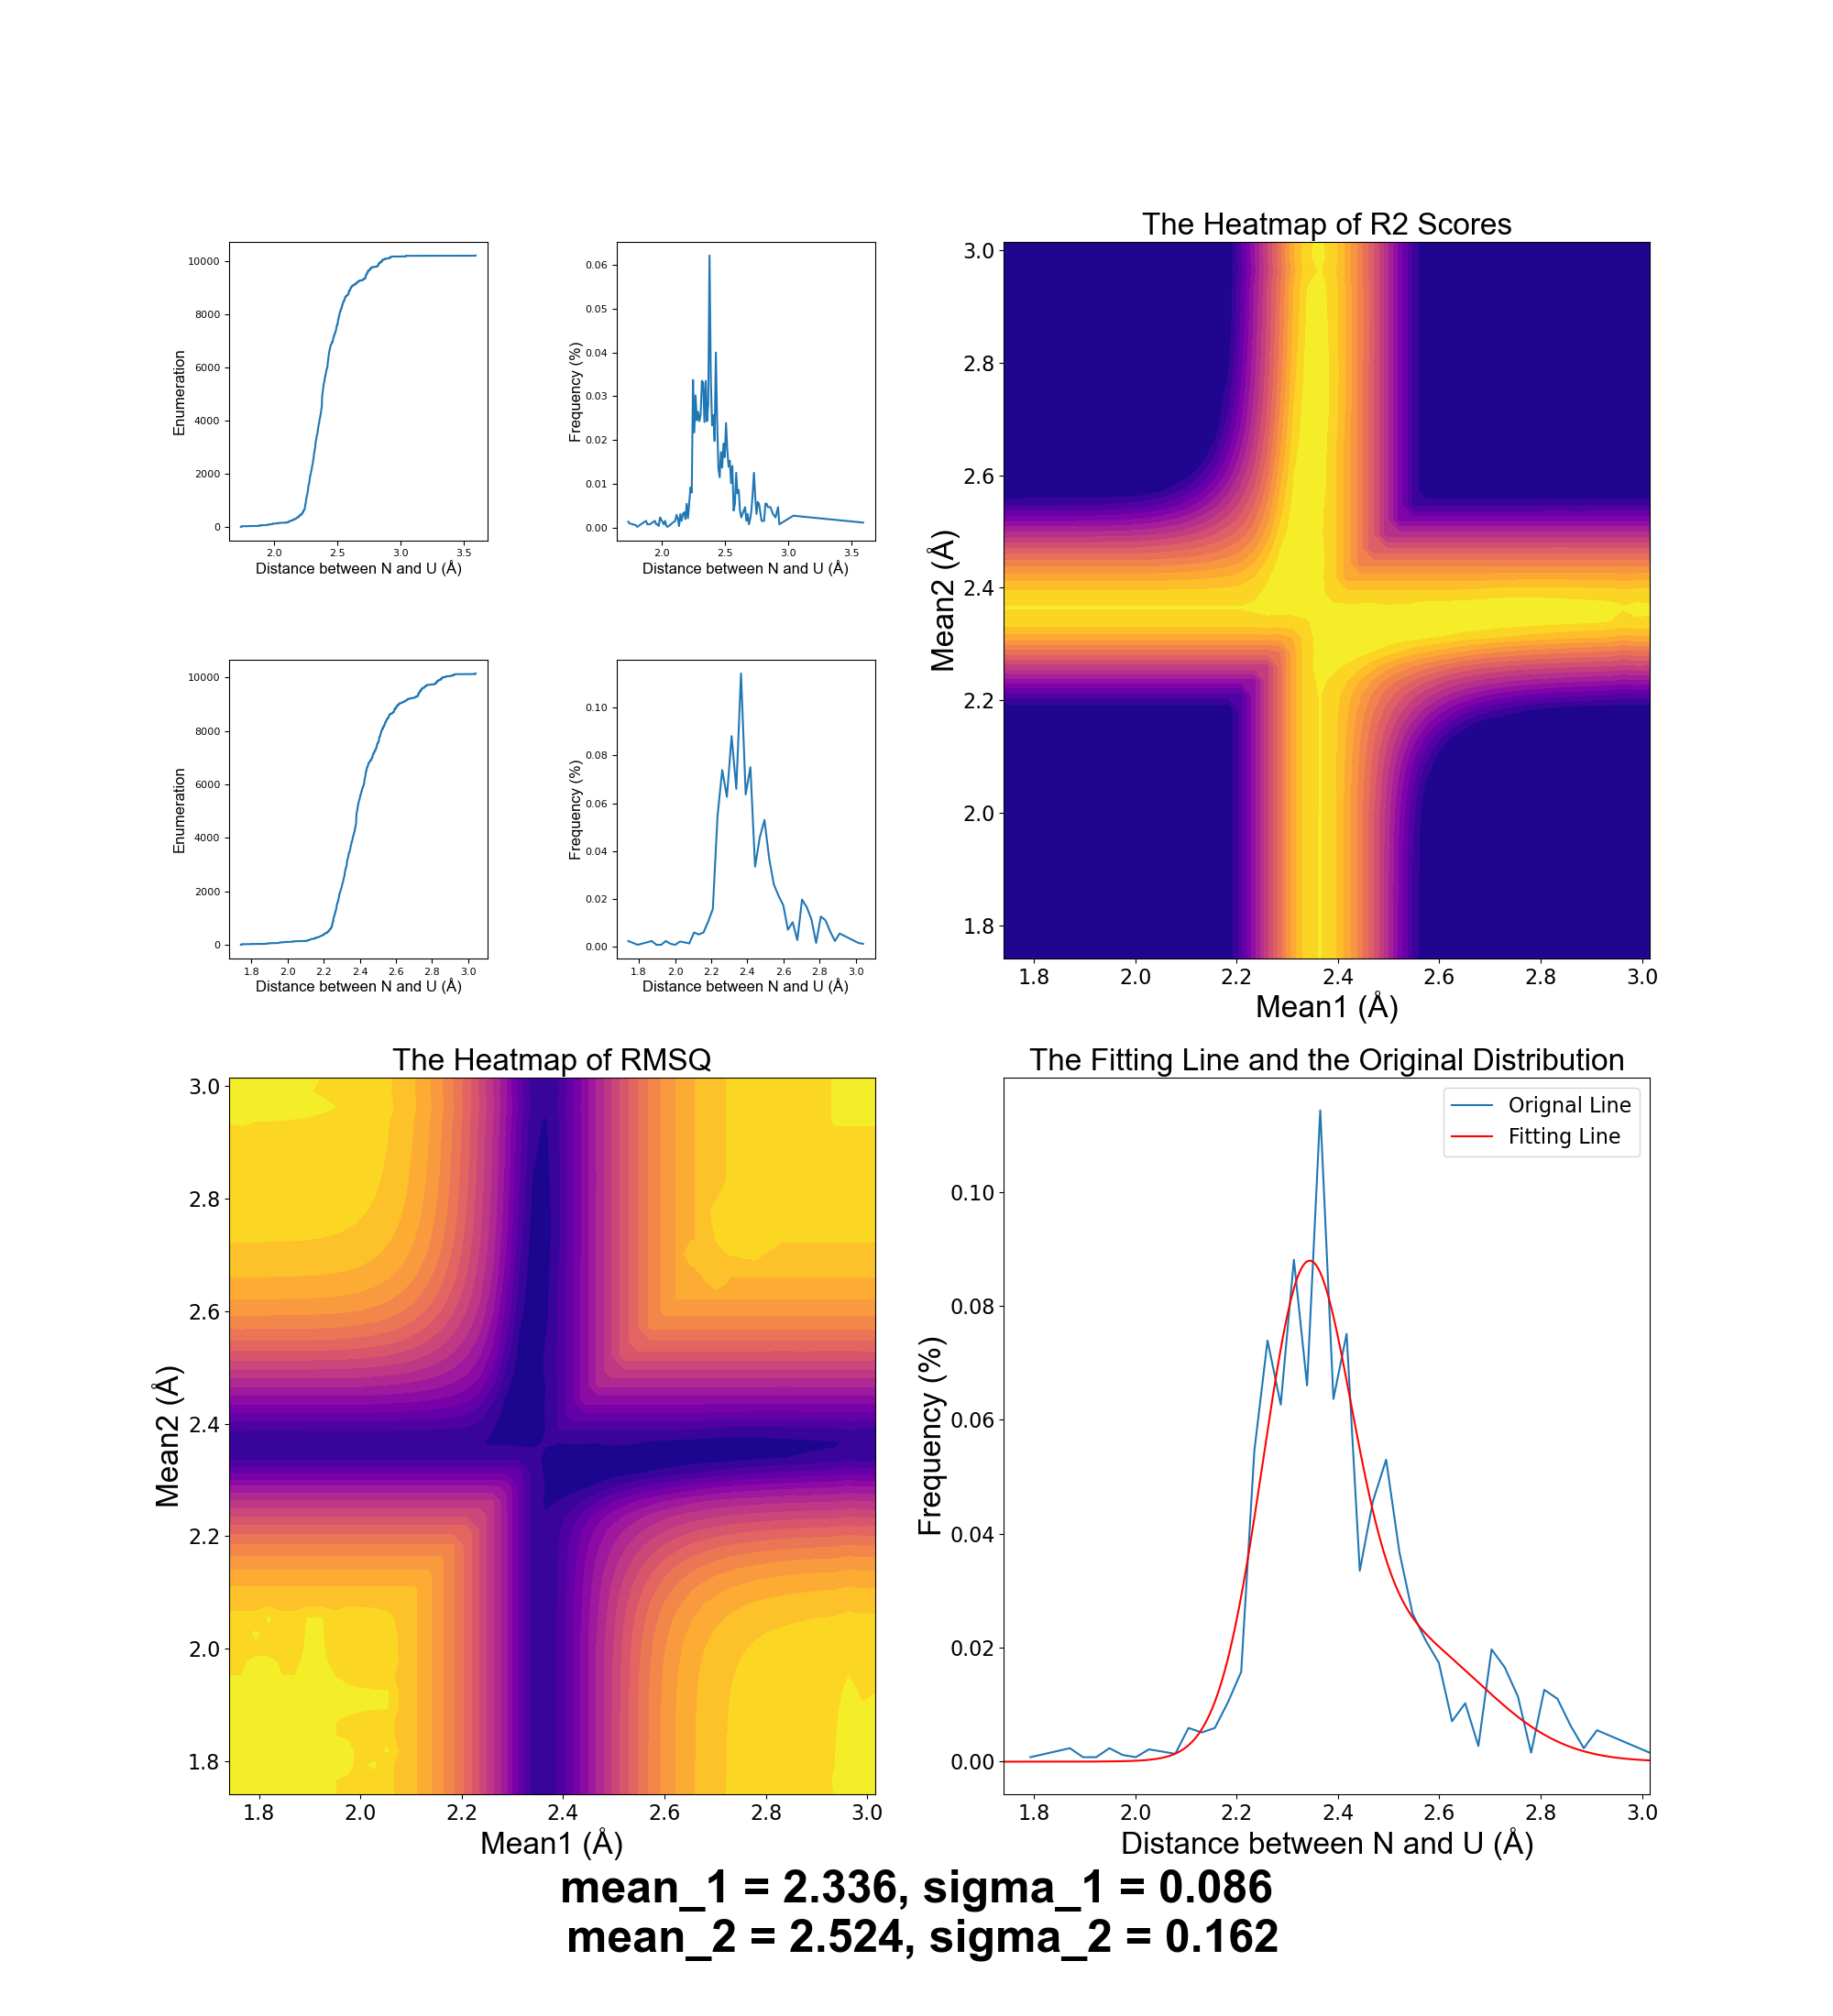 10000
8000
6000
4000
2000
0
Enumeration
2.0 2.5 3.0 3.5
Distance between N and U (Å)
0.06
0.05
0.04
0.03
0.02
0.01
0.00
Frequency (%)
2.0 2.5 3.0 3.5
Distance between N and U (Å)
The Heatmap of R2 Scores
3.0
2.8
2.6
2.4
2.2
2.0
1.8
Mean2 (Å)
1.8 2.0 2.2 2.4 2.6 2.8 3.0
Mean1 (Å)
10000
8000
6000
4000
2000
0
Enumeration
1.8 2.0 2.2 2.4 2.6 2.8 3.0
Distance between N and U (Å)
0.10
0.08
0.06
0.04
0.02
0.00
Frequency (%)
1.8 2.0 2.2 2.4 2.6 2.8 3.0
Distance between N and U (Å)
The Heatmap of RMSQ
3.0
2.8
2.6
2.4
2.2
2.0
1.8
Mean2 (Å)
1.8 2.0 2.2 2.4 2.6 2.8 3.0
Mean1 (Å)
The Fitting Line and the Original Distribution
Orignal Line
Fitting Line
0.10
0.08
0.06
0.04
0.02
0.00
Frequency (%)
1.8 2.0 2.2 2.4 2.6 2.8 3.0
Distance between N and U (Å)
mean_1 = 2.336, sigma_1 = 0.086
mean_2 = 2.524, sigma_2 = 0.162